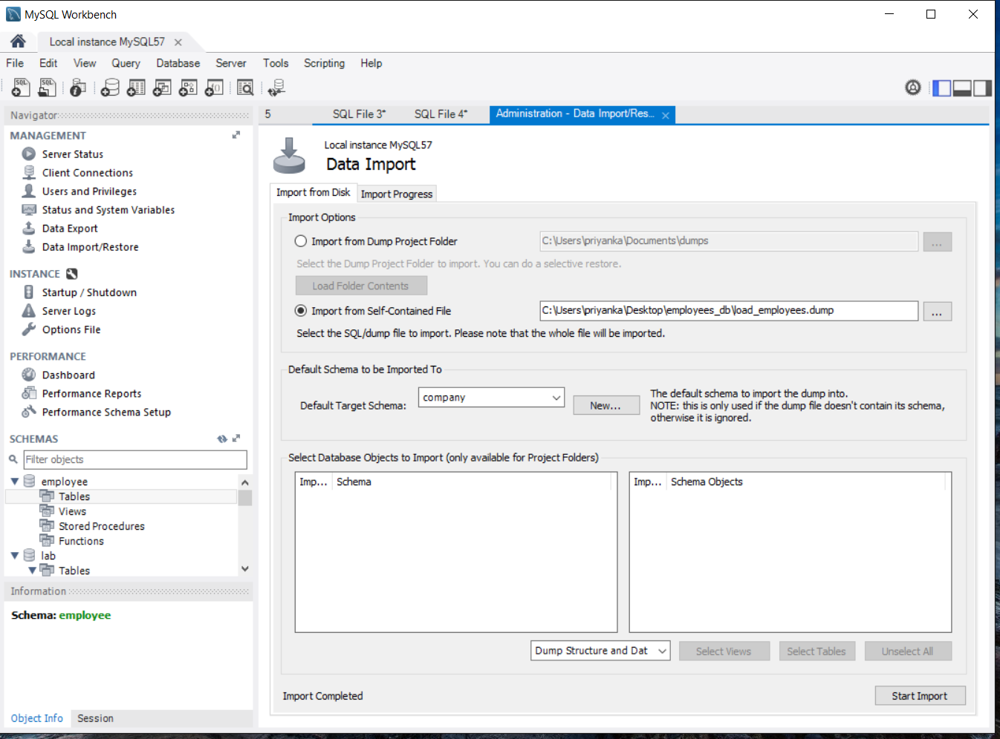 MySQL Workbench
Local instance MySQL57
File Edit View Query Database Server Tools Scripting Help
Navigator
MANAGEMENT
Server Status
Client Connections
Users and Privileges
Status and System Variables
Data Export
Data Import/Restore
INSTANCE
Startup / Shutdown
Server Logs
Options File
PERFORMANCE
Dashboard
Performance Reports
Performance Schema Setup
SCHEMAS
Filter objects
employee
Tables
Views
Stored Procedures
Functions
lab
Tables
Information
Schema: employee
Object Info Session
5 SQL File 3* SQL File 4* Administration - Data Import/Res...
Local instance MySQL57
Data Import
Import from Disk Import Progress
Import Options
Import from Dump Project Folder C:\Users\priyanka\Documents\dumps ...
Select the Dump Project Folder to import. You can do a selective restore.
Load Folder Contents
Import from Self-Contained File C:\Users\priyanka\Desktop\employees_db\load_employees.dump ...
Select the SQL/dump file to import. Please note that the whole file will be imported.
Default Schema to be Imported To
Default Target Schema: company New...
The default schema to import the dump into.
NOTE: this is only used if the dump file doesn't contain its schema,
otherwise it is ignored.
Select Database Objects to Import (only available for Project Folders)
Imp... Schema Imp... Schema Objects
Dump Structure and Dat Select Views Select Tables Unselect All
Import Completed Start Import